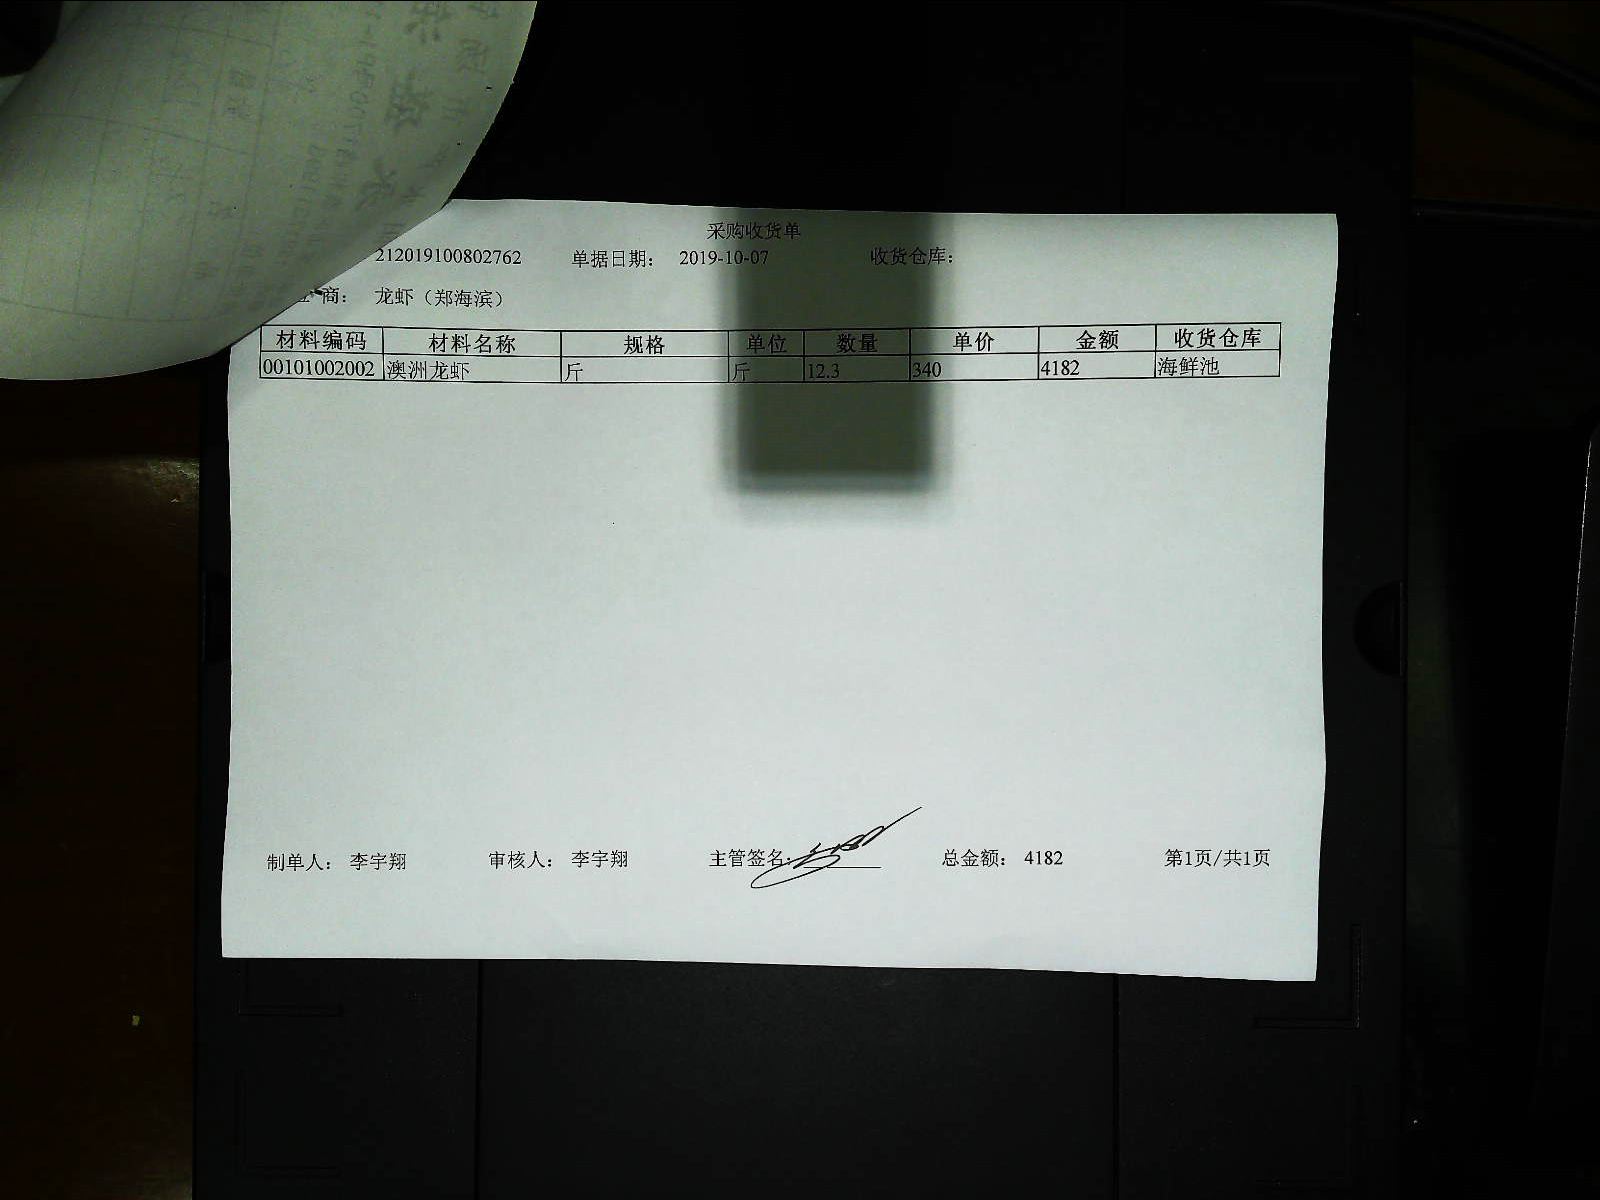 采购收货单
212019100802762 单据日期： 2019-10-07 收货仓库：
商： 龙虾（郑海滨）
材料编码 材料名称 规格 单位 数量 单价 金额 收货仓库
00101002002 澳洲龙虾 斤 斤 12.3 340 4182 海鲜池
制单人： 李宇翔 审核人： 李宇翔 主管签名: 总金额： 4182 第1页/共1页